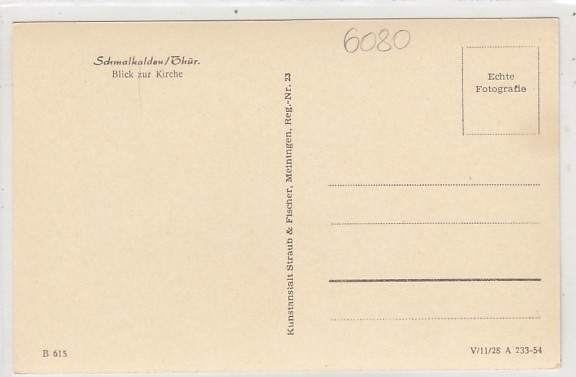 6080
Schmalkalden/Thür.
Blick zur Kirche
Echte
Fotografie
Kunstanstalt Straub & Fischer, Meiningen, Reg.-Nr. 23
B 615
V/11/28 A 233-54